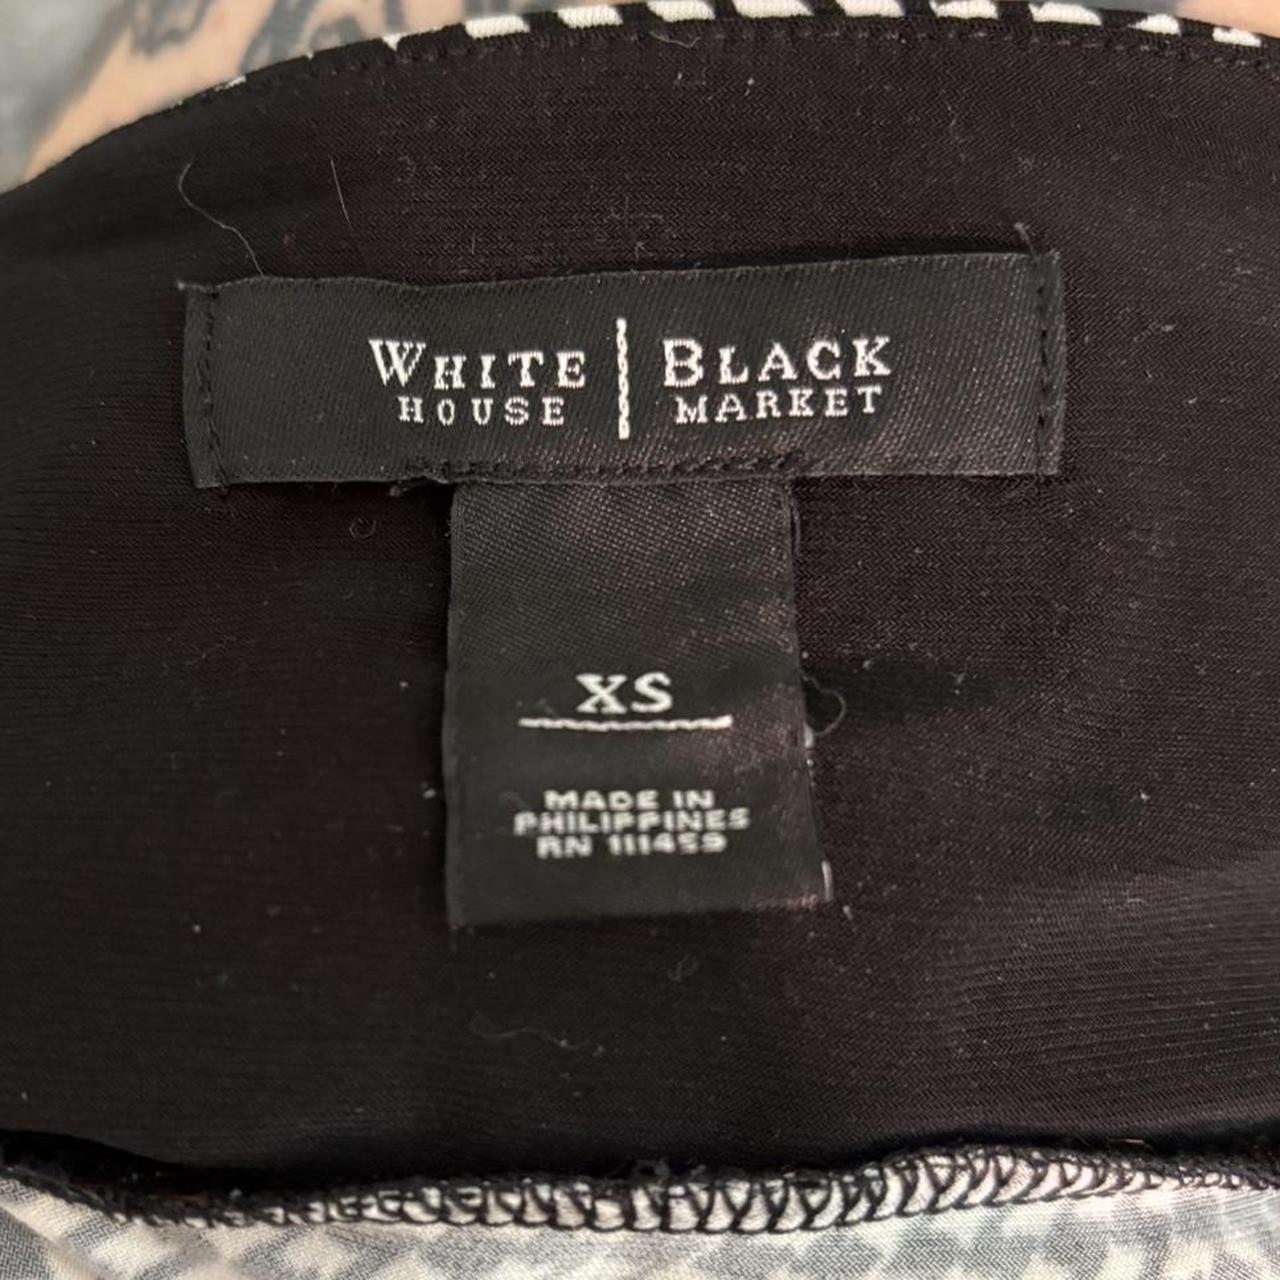 WHITE | BLACK
HOUSE | MARKET
XS
MADE IN
PHILIPPINES
RN 111459